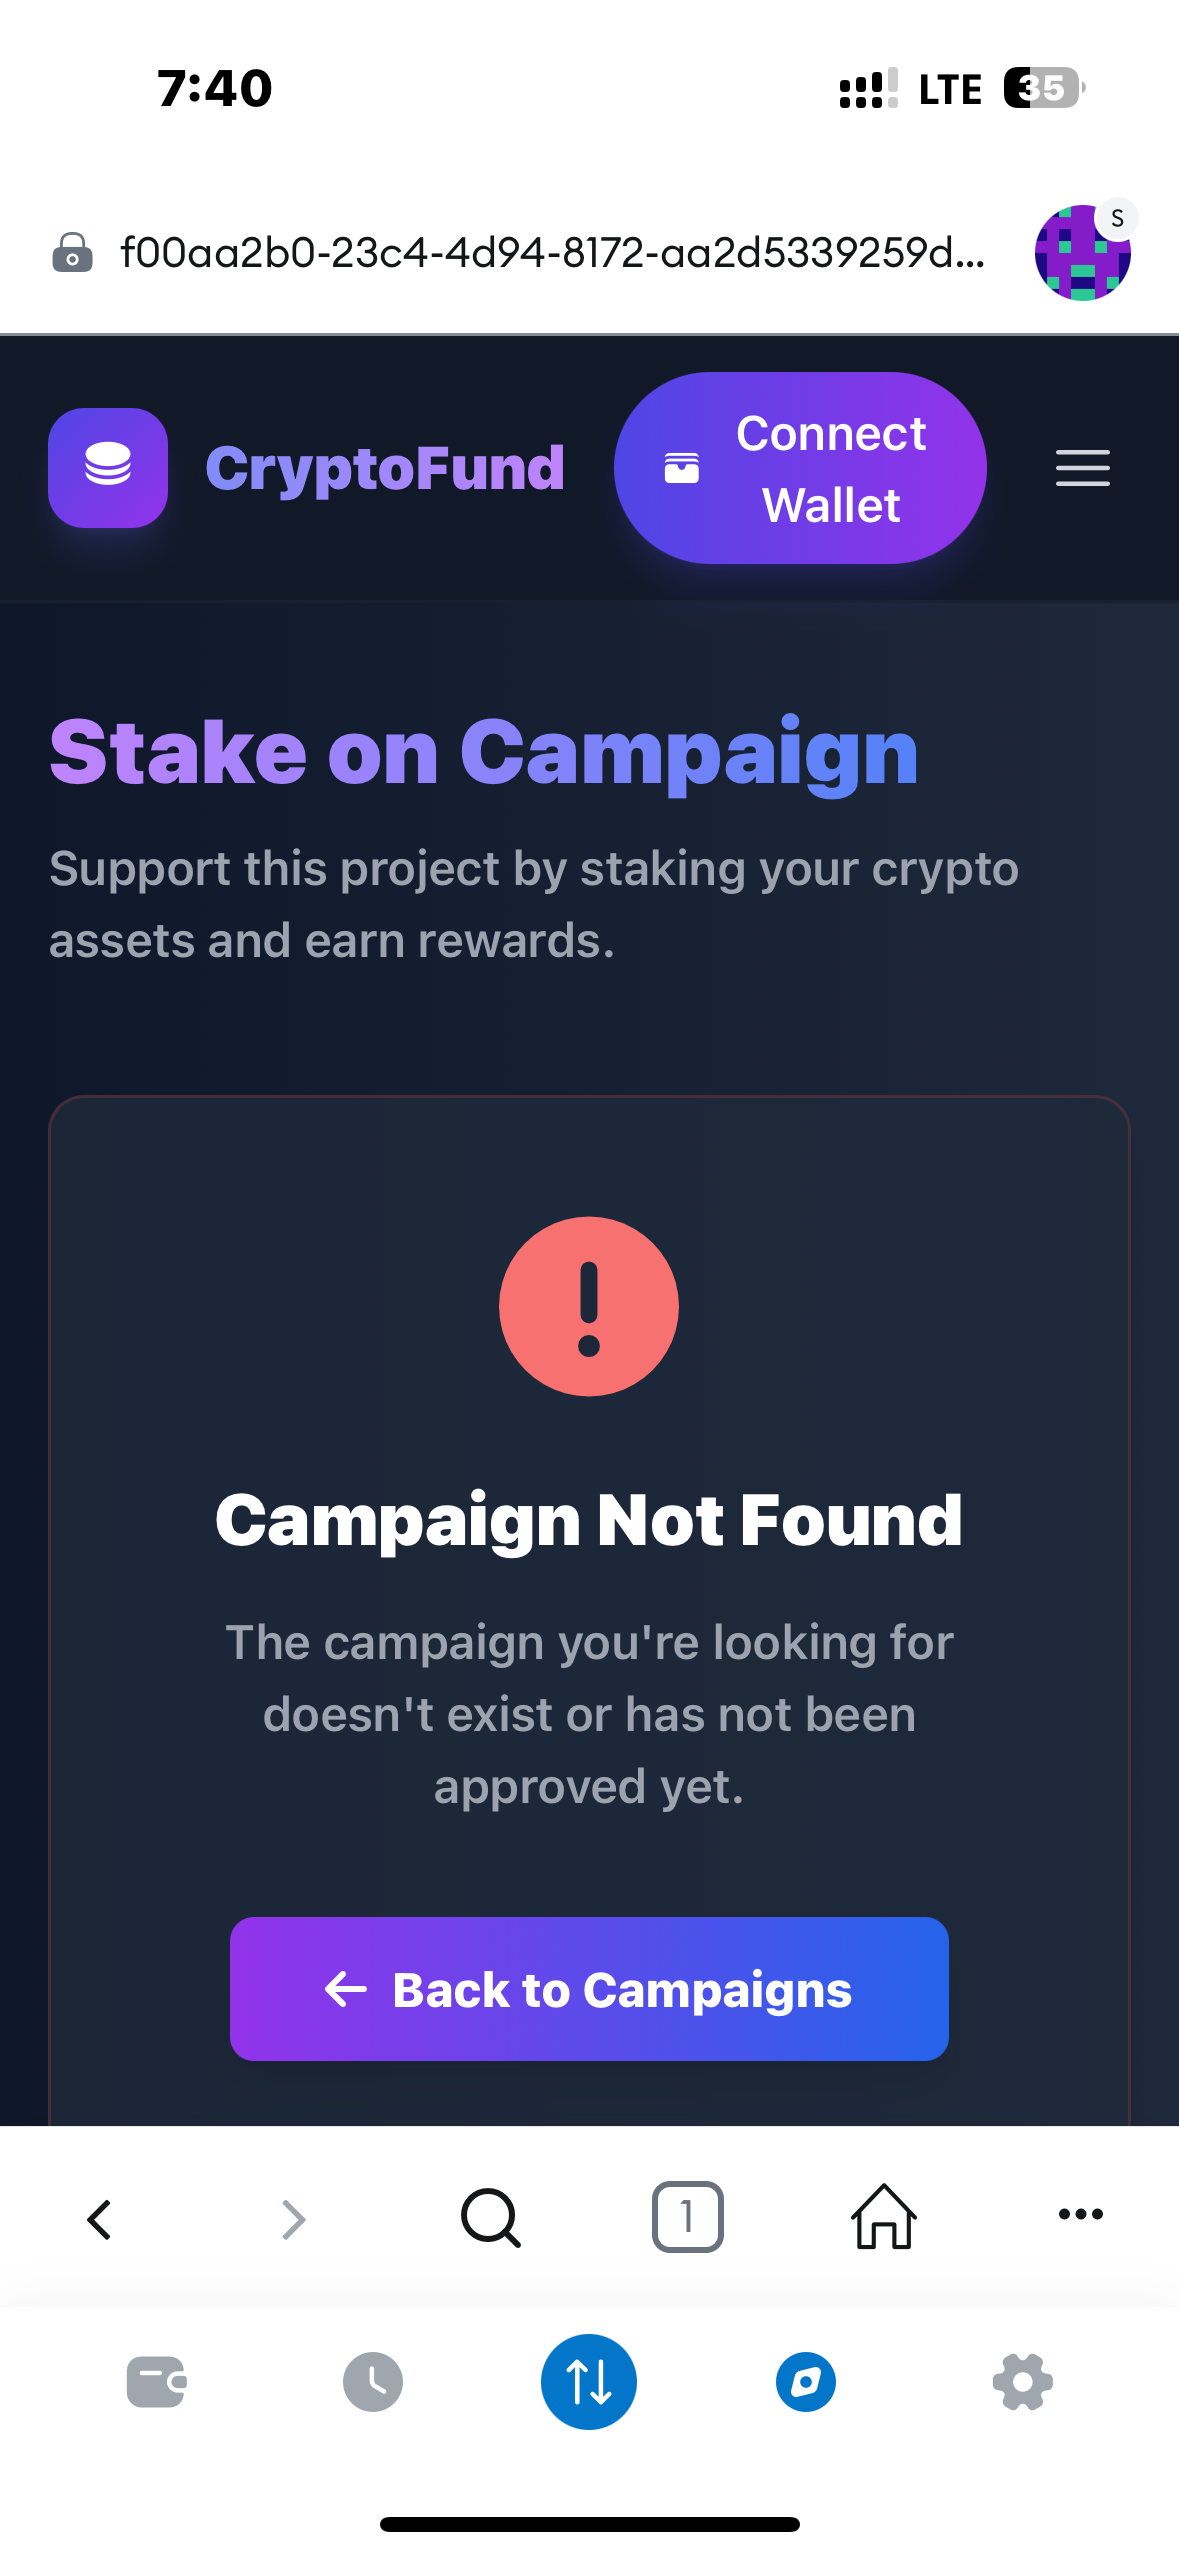 7:40
LTE
35
f00aa2b0-23c4-4d94-8172-aa2d5339259d...
S
CryptoFund
Connect
Wallet
Stake on Campaign
Support this project by staking your crypto
assets and earn rewards.
Campaign Not Found
The campaign you're looking for
doesn't exist or has not been
approved yet.
Back to Campaigns
1